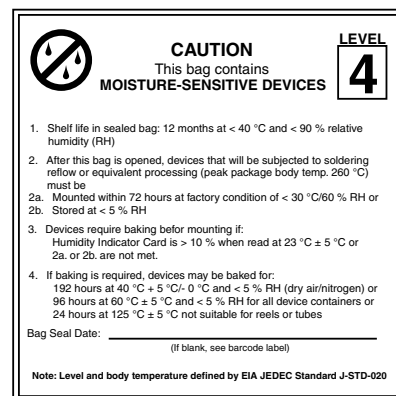 LEVEL
CAUTION
This bag contains
MOISTURE-SENSITIVE DEVICES
4
1. Shelf life in sealed bag: 12 months at < 40 °C and < 90 % relative
humidity (RH)
2. After this bag is opened, devices that will be subjected to soldering
reflow or equivalent processing (peak package body temp. 260 °C)
must be
2a. Mounted within 72 hours at factory condition of < 30 °C/60 % RH or
2b. Stored at < 5 % RH
3. Devices require baking befor mounting if:
Humidity Indicator Card is > 10 % when read at 23 °C ± 5 °C or
2a. or 2b. are not met.
4. If baking is required, devices may be baked for:
192 hours at 40 °C + 5 °C/- 0 °C and < 5 % RH (dry air/nitrogen) or
96 hours at 60 °C ± 5 °C and < 5 % RH for all device containers or
24 hours at 125 °C ± 5 °C not suitable for reels or tubes
Bag Seal Date:
(If blank, see barcode label)
Note: Level and body temperature defined by EIA JEDEC Standard J-STD-020